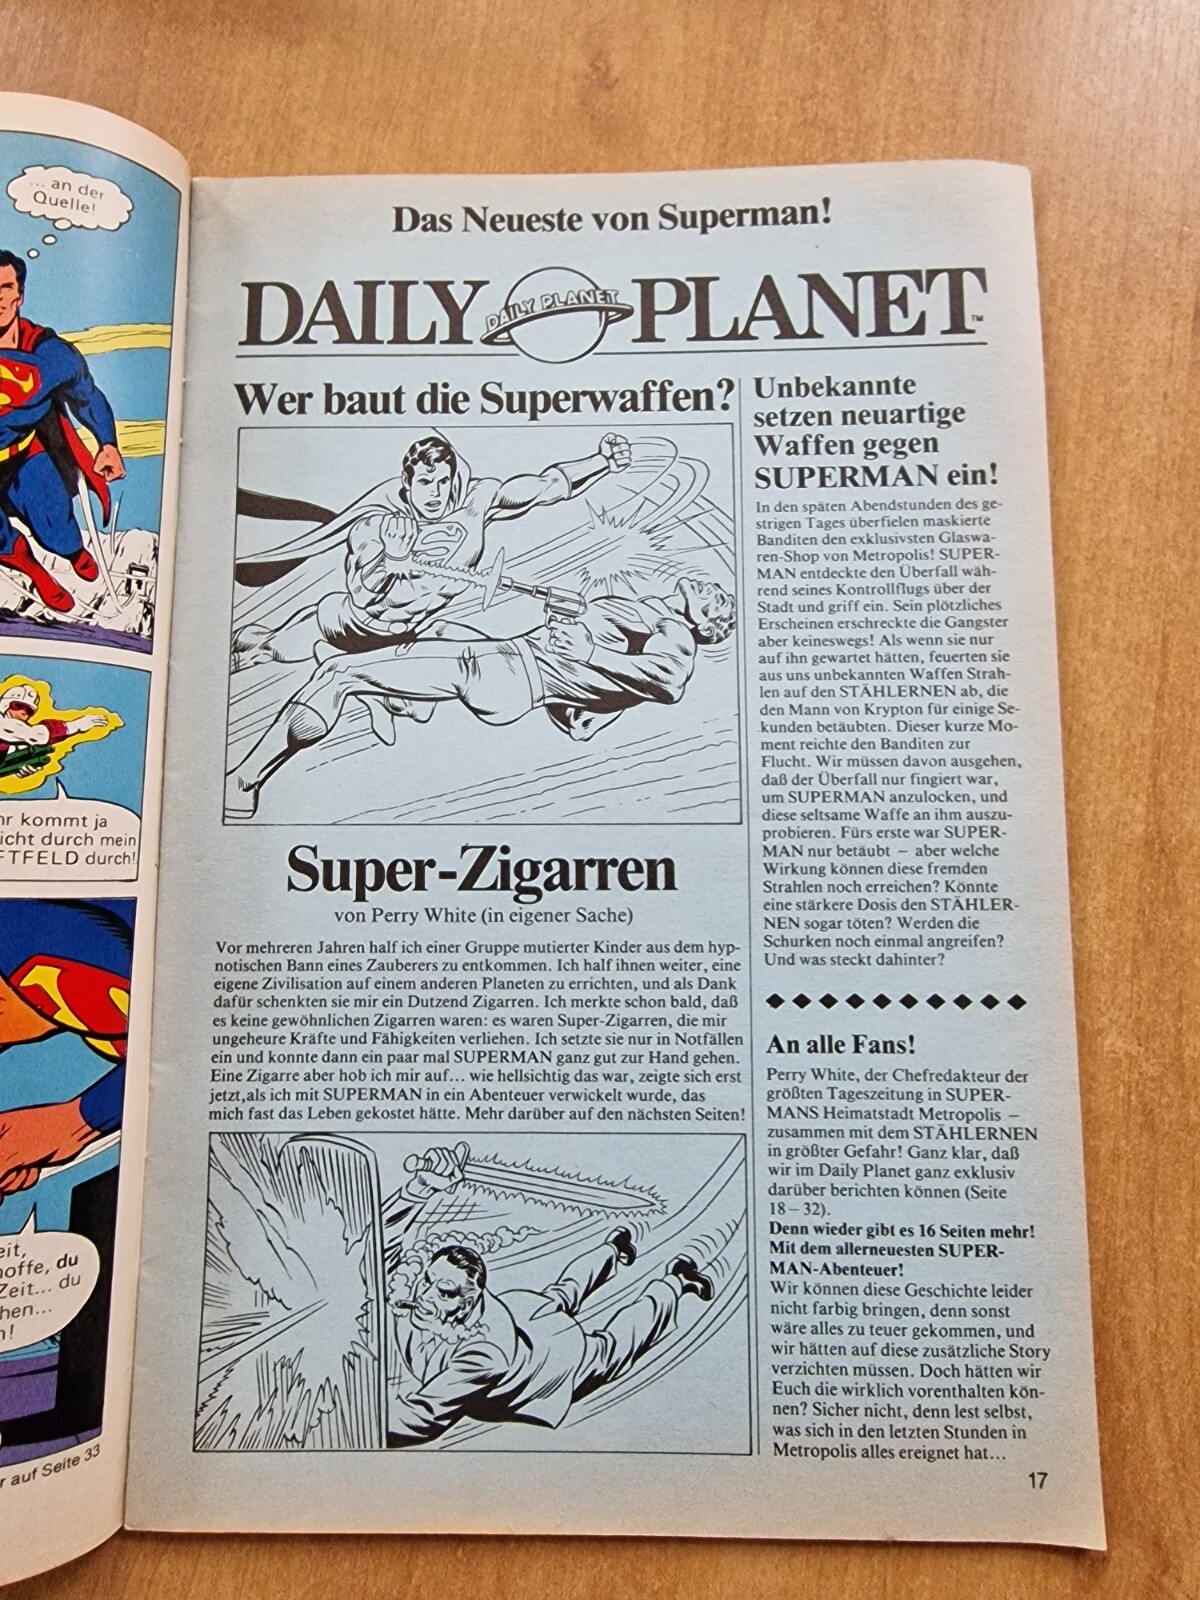 ... an der
Quelle!
hr kommt ja
icht durch mein
FTFELD durch!
eit,
hoffe, du
Zeit... du
hen...
n!
r auf Seite 33
Das Neueste von Superman!
DAILY PLANET
DAILY PLANET
TM
Wer baut die Superwaffen?
Super-Zigarren
von Perry White (in eigener Sache)
Vor mehreren Jahren half ich einer Gruppe mutierter Kinder aus dem hyp-
notischen Bann eines Zauberers zu entkommen. Ich half ihnen weiter, eine
eigene Zivilisation auf einem anderen Planeten zu errichten, und als Dank
dafür schenkten sie mir ein Dutzend Zigarren. Ich merkte schon bald, daß
es keine gewöhnlichen Zigarren waren: es waren Super-Zigarren, die mir
ungeheure Kräfte und Fähigkeiten verliehen. Ich setzte sie nur in Notfällen
ein und konnte dann ein paar mal SUPERMAN ganz gut zur Hand gehen.
Eine Zigarre aber hob ich mir auf... wie hellsichtig das war, zeigte sich erst
jetzt,als ich mit SUPERMAN in ein Abenteuer verwickelt wurde, das
mich fast das Leben gekostet hätte. Mehr darüber auf den nächsten Seiten!
Unbekannte
setzen neuartige
Waffen gegen
SUPERMAN ein!
In den späten Abendstunden des ge-
strigen Tages überfielen maskierte
Banditen den exklusivsten Glaswa-
ren-Shop von Metropolis! SUPER-
MAN entdeckte den Überfall wäh-
rend seines Kontrollflugs über der
Stadt und griff ein. Sein plötzliches
Erscheinen erschreckte die Gangster
aber keineswegs! Als wenn sie nur
auf ihn gewartet hätten, feuerten sie
aus uns unbekannten Waffen Strah-
len auf den STÄHLERNEN ab, die
den Mann von Krypton für einige Se-
kunden betäubten. Dieser kurze Mo-
ment reichte den Banditen zur
Flucht. Wir müssen davon ausgehen,
daß der Überfall nur fingiert war,
um SUPERMAN anzulocken, und
diese seltsame Waffe an ihm auszu-
probieren. Fürs erste war SUPER-
MAN nur betäubt – aber welche
Wirkung können diese fremden
Strahlen noch erreichen? Könnte
eine stärkere Dosis den STÄHLER-
NEN sogar töten? Werden die
Schurken noch einmal angreifen?
Und was steckt dahinter?
An alle Fans!
Perry White, der Chefredakteur der
größten Tageszeitung in SUPER-
MANS Heimatstadt Metropolis –
zusammen mit dem STÄHLERNEN
in größter Gefahr! Ganz klar, daß
wir im Daily Planet ganz exklusiv
darüber berichten können (Seite
18 – 32).
Denn wieder gibt es 16 Seiten mehr!
Mit dem allerneuesten SUPER-
MAN-Abenteuer!
Wir können diese Geschichte leider
nicht farbig bringen, denn sonst
wäre alles zu teuer gekommen, und
wir hätten auf diese zusätzliche Story
verzichten müssen. Doch hätten wir
Euch die wirklich vorenthalten kön-
nen? Sicher nicht, denn lest selbst,
was sich in den letzten Stunden in
Metropolis alles ereignet hat...
17